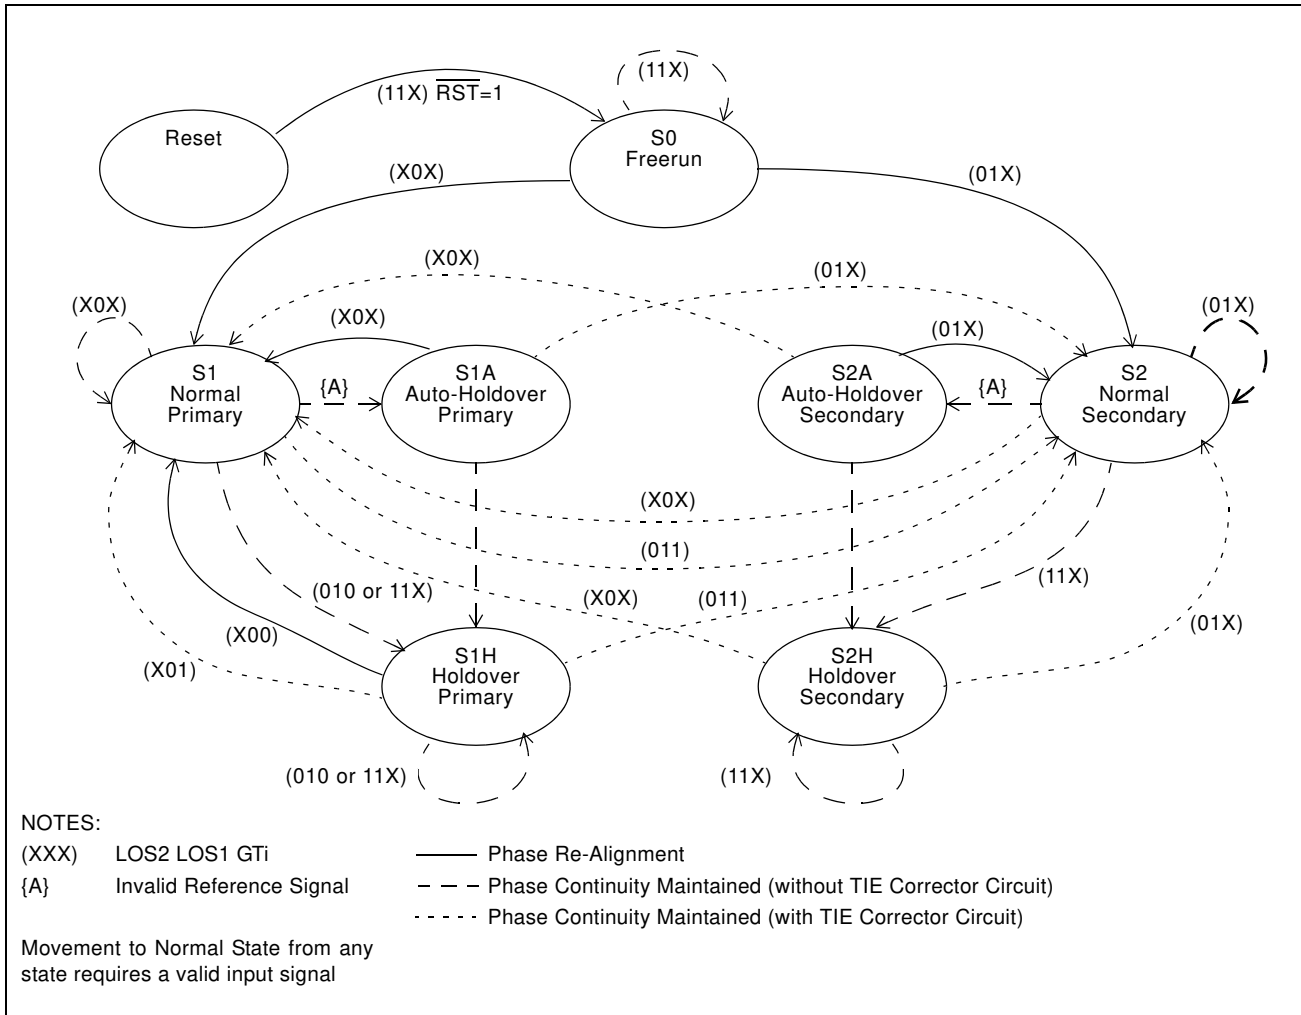 (11X)
(11X) RST=1
Reset
S0
Freerun
(X0X)
(01X)
(X0X)
(01X)
(X0X)
(X0X)
(01X)
(01X)
S1
Normal
Primary
{A}
S1A
Auto-Holdover
Primary
S2A
Auto-Holdover
Secondary
{A}
S2
Normal
Secondary
(X0X)
(011)
(010 or 11X)
(X0X)
(011)
(11X)
(X00)
(X01)
(01X)
S1H
Holdover
Primary
S2H
Holdover
Secondary
(010 or 11X)
(11X)
NOTES:
(XXX) LOS2 LOS1 GTi
Phase Re-Alignment
{A} Invalid Reference Signal
Phase Continuity Maintained (without TIE Corrector Circuit)
Phase Continuity Maintained (with TIE Corrector Circuit)
Movement to Normal State from any
state requires a valid input signal